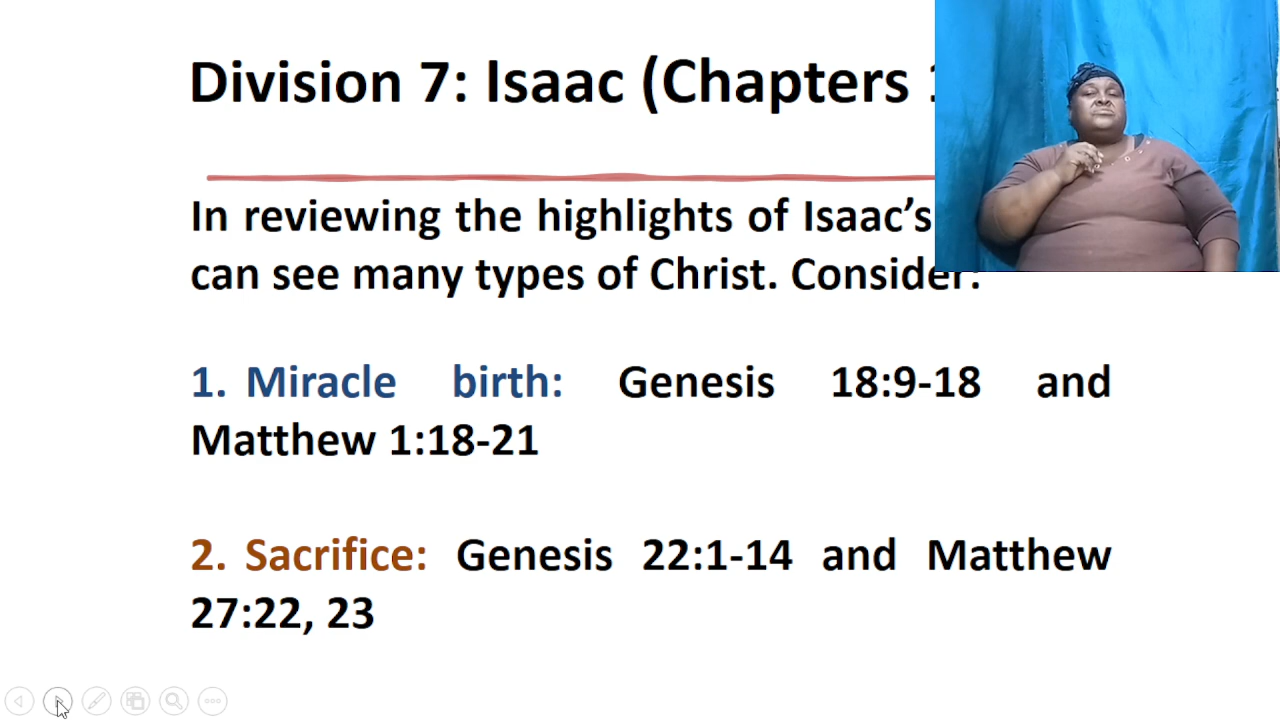 Division 7: Isaac (Chapters
In reviewing the highlights of Isaac’s
can see many types of Christ. Consider:
1. Miracle birth: Genesis 18:9-18 and
Matthew 1:18-21
2. Sacrifice: Genesis 22:1-14 and Matthew
27:22, 23